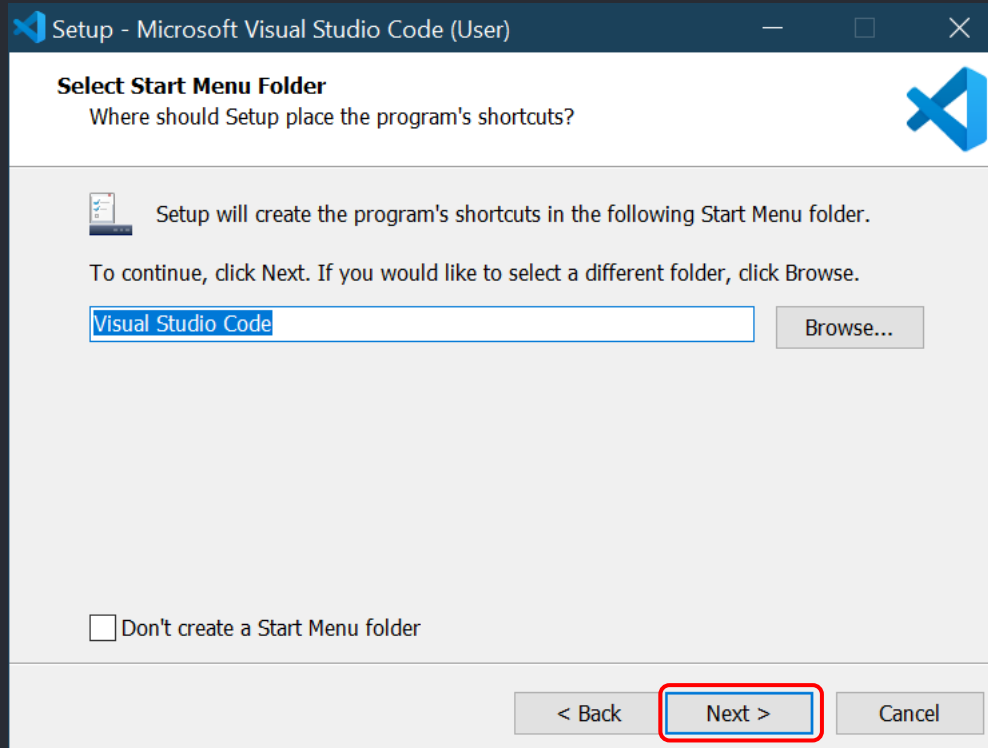 Setup - Microsoft Visual Studio Code (User)
Select Start Menu Folder
Where should Setup place the program's shortcuts?
Setup will create the program's shortcuts in the following Start Menu folder.
To continue, click Next. If you would like to select a different folder, click Browse.
Visual Studio Code
Browse...
Don't create a Start Menu folder
< Back
Next >
Cancel